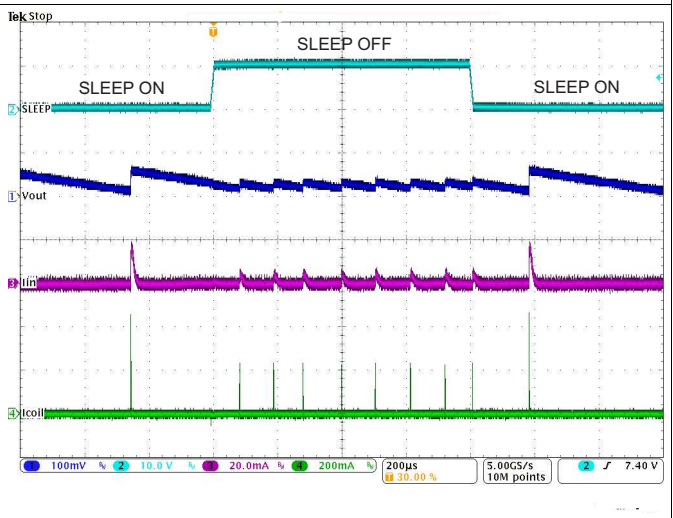 Tek Stop
T
SLEEP OFF
SLEEP ON
SLEEP ON
2 SLEEP
1 Vout
3 Iin
4 Icoil
1 100mV 2 10.0 V 3 20.0mA 4 200mA 200µs 5.00GS/s 2 7.40 V
T 30.00 % 10M points